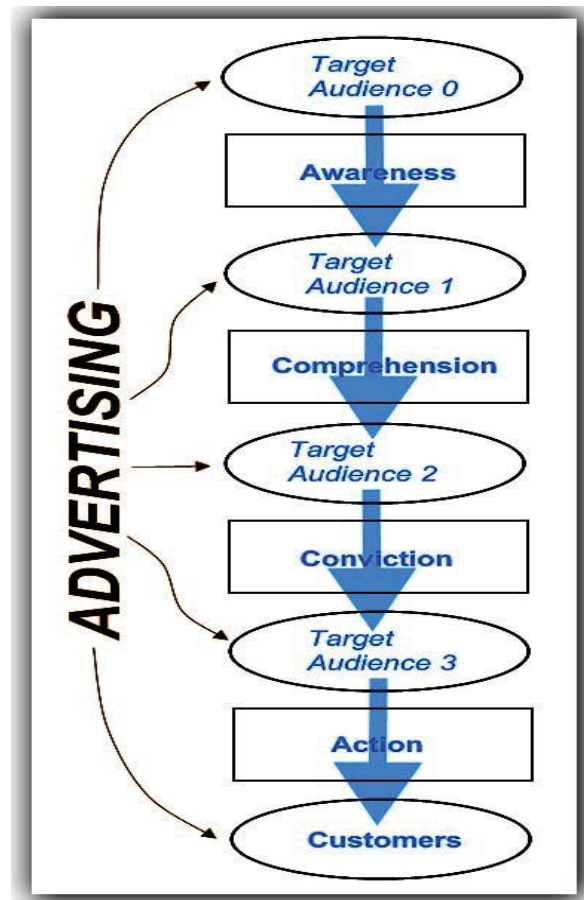 Target
Audience 0
Awareness
Target
Audience 1
Comprehension
Target
Audience 2
Conviction
Target
Audience 3
Action
Customers
ADVERTISING